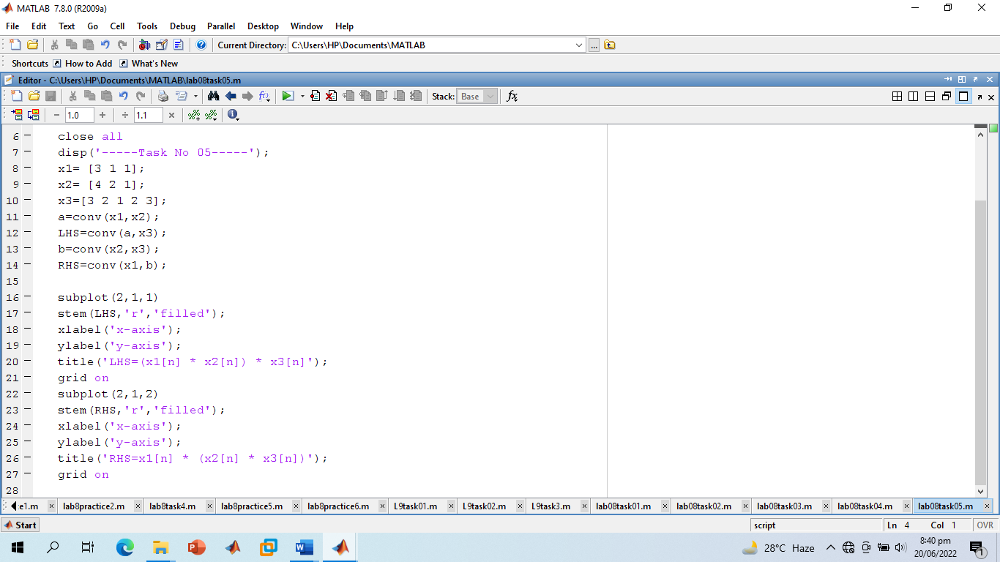 MATLAB 7.8.0 (R2009a)
File Edit Text Go Cell Tools Debug Parallel Desktop Window Help
Current Directory: C:\Users\HP\Documents\MATLAB ...
Shortcuts How to Add What's New
Editor - C:\Users\HP\Documents\MATLAB\lab08task05.m
Stack: Base fx
− 1.0 + ÷ 1.1 ×
6 − close all
7 − disp('-----Task No 05-----');
8 − x1= [3 1 1];
9 − x2= [4 2 1];
10 − x3=[3 2 1 2 3];
11 − a=conv(x1,x2);
12 − LHS=conv(a,x3);
13 − b=conv(x2,x3);
14 − RHS=conv(x1,b);
15
16 − subplot(2,1,1)
17 − stem(LHS,'r','filled');
18 − xlabel('x-axis');
19 − ylabel('y-axis');
20 − title('LHS=(x1[n] * x2[n]) * x3[n]');
21 − grid on
22 − subplot(2,1,2)
23 − stem(RHS,'r','filled');
24 − xlabel('x-axis');
25 − ylabel('y-axis');
26 − title('RHS=x1[n] * (x2[n] * x3[n])');
27 − grid on
28
:e1.m lab8practice2.m lab8task4.m lab8practice5.m lab8practice6.m L9task01.m L9task02.m L9task3.m lab08task01.m lab08task02.m lab08task03.m lab08task04.m lab08task05.m
Start script Ln 4 Col 1 OVR
28°C Haze 8:40 pm
20/06/2022 1